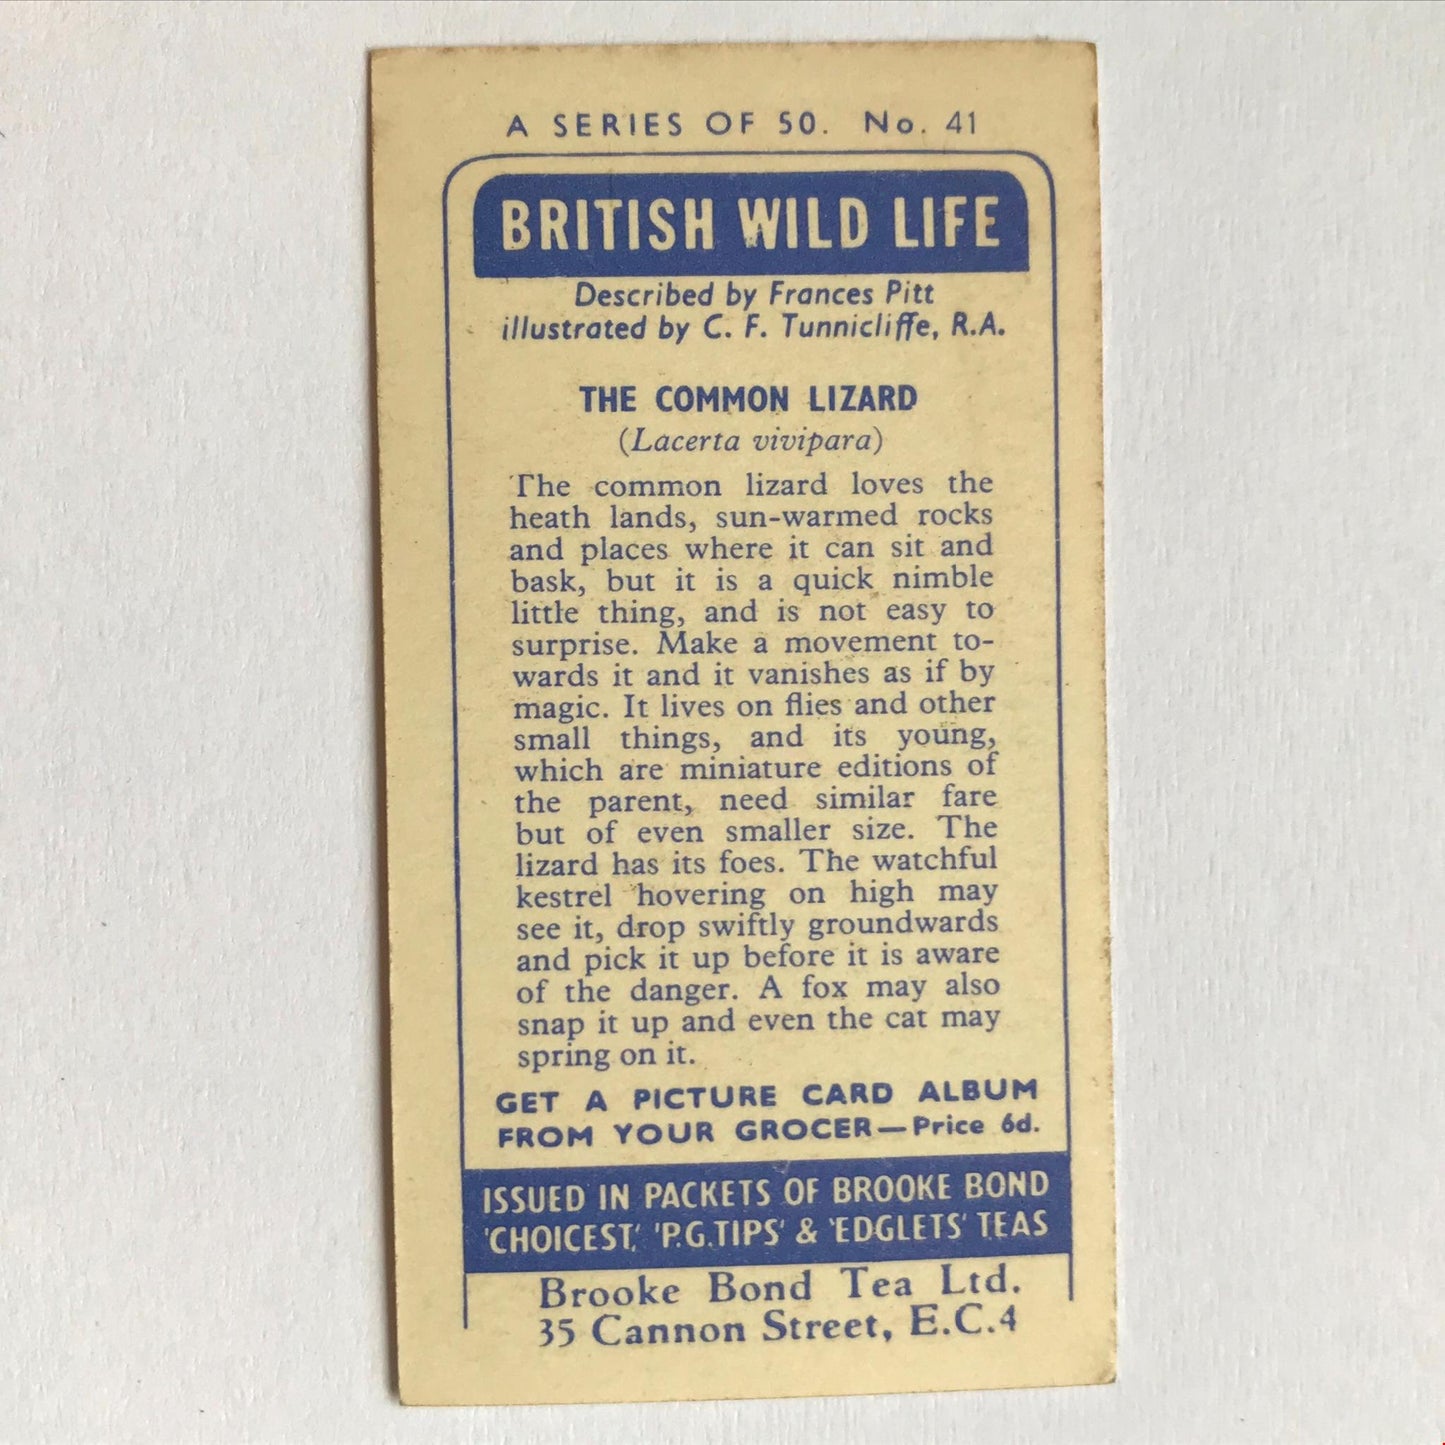 A SERIES OF 50. No. 41
BRITISH WILD LIFE
Described by Frances Pitt
illustrated by C. F. Tunnicliffe, R.A.
THE COMMON LIZARD
(Lacerta vivipara)
The common lizard loves the
heath lands, sun-warmed rocks
and places where it can sit and
bask, but it is a quick nimble
little thing, and is not easy to
surprise. Make a movement to-
wards it and it vanishes as if by
magic. It lives on flies and other
small things, and its young,
which are miniature editions of
the parent, need similar fare
but of even smaller size. The
lizard has its foes. The watchful
kestrel hovering on high may
see it, drop swiftly groundwards
and pick it up before it is aware
of the danger. A fox may also
snap it up and even the cat may
spring on it.
GET A PICTURE CARD ALBUM
FROM YOUR GROCER—Price 6d.
ISSUED IN PACKETS OF BROOKE BOND
'CHOICEST,' 'P.G.TIPS' & 'EDGLETS' TEAS
Brooke Bond Tea Ltd.
35 Cannon Street, E.C.4